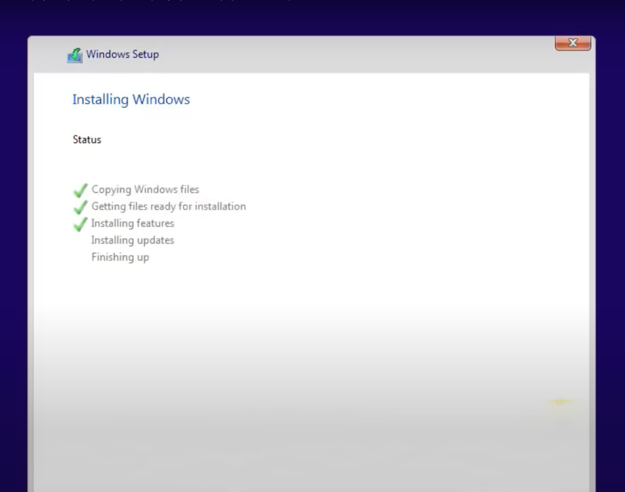 Windows Setup
Installing Windows
Status
Copying Windows files
Getting files ready for installation
Installing features
Installing updates
Finishing up